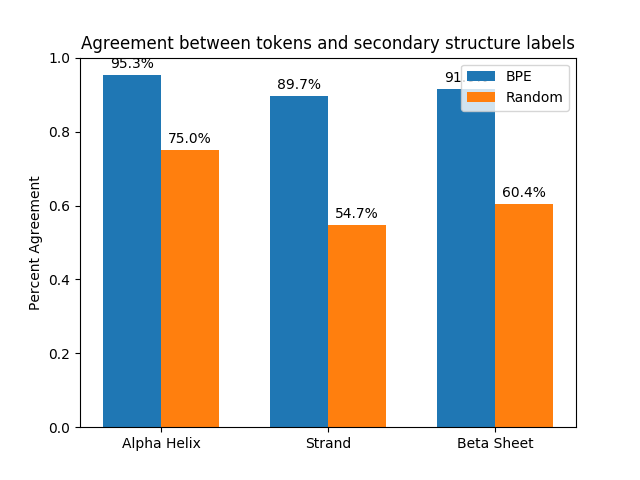 Agreement between tokens and secondary structure labels
Percent Agreement
1.0
0.8
0.6
0.4
0.2
0.0
95.3%
75.0%
89.7%
54.7%
91.
60.4%
BPE
Random
Alpha Helix
Strand
Beta Sheet